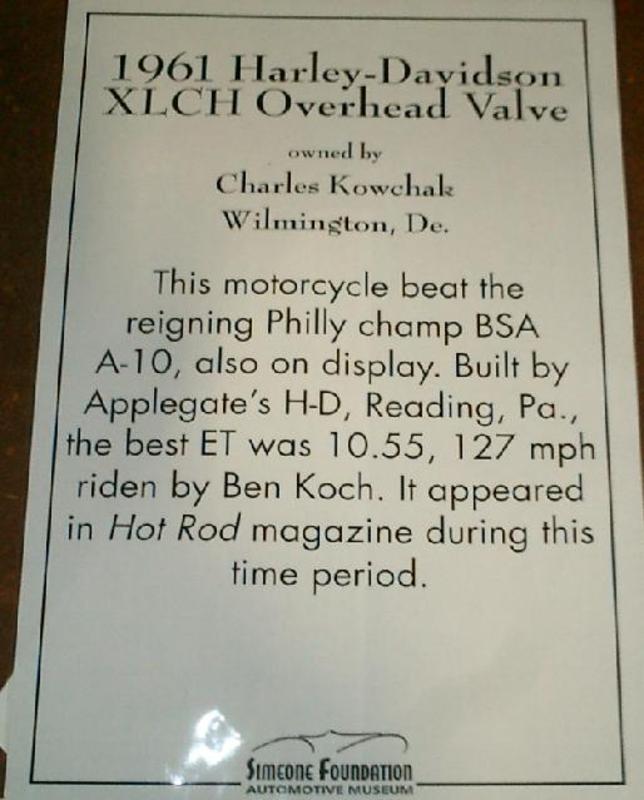 1961 Harley-Davidson
XLCH Overhead Valve
owned by
Charles Kowchak
Wilmington, De.
This motorcycle beat the
reigning Philly champ BSA
A-10, also on display. Built by
Applegate's H-D, Reading, Pa.,
the best ET was 10.55, 127 mph
riden by Ben Koch. It appeared
in Hot Rod magazine during this
time period.
SIMEONE FOUNDATION
AUTOMOTIVE MUSEUM